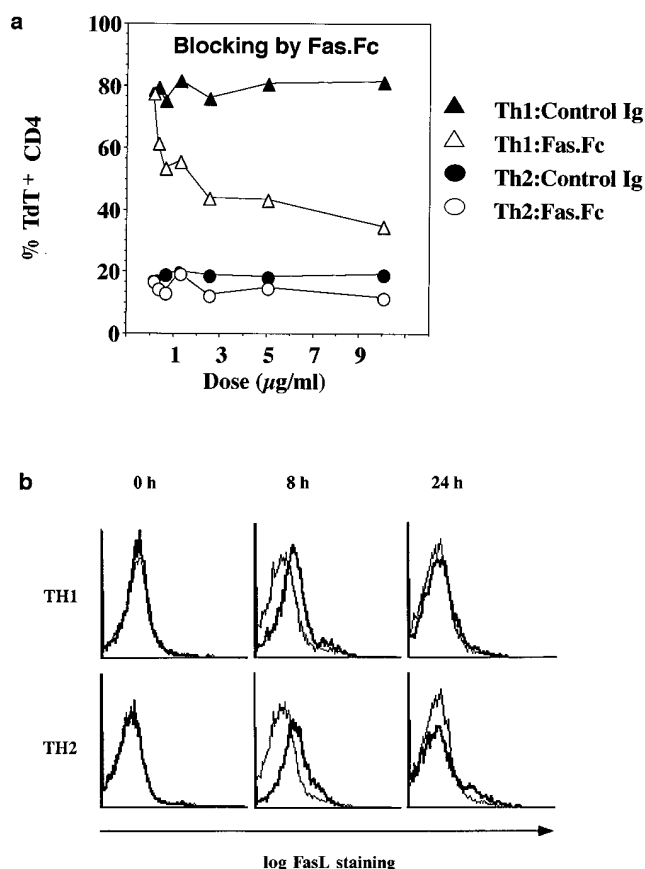 a
Blocking by Fas.Fc
100
80
60
40
20
0
% TdT+ CD4
1 3 5 7 9
Dose (µg/ml)
Th1:Control Ig
Th1:Fas.Fc
Th2:Control Ig
Th2:Fas.Fc
b
0 h 8 h 24 h
TH1
TH2
log FasL staining